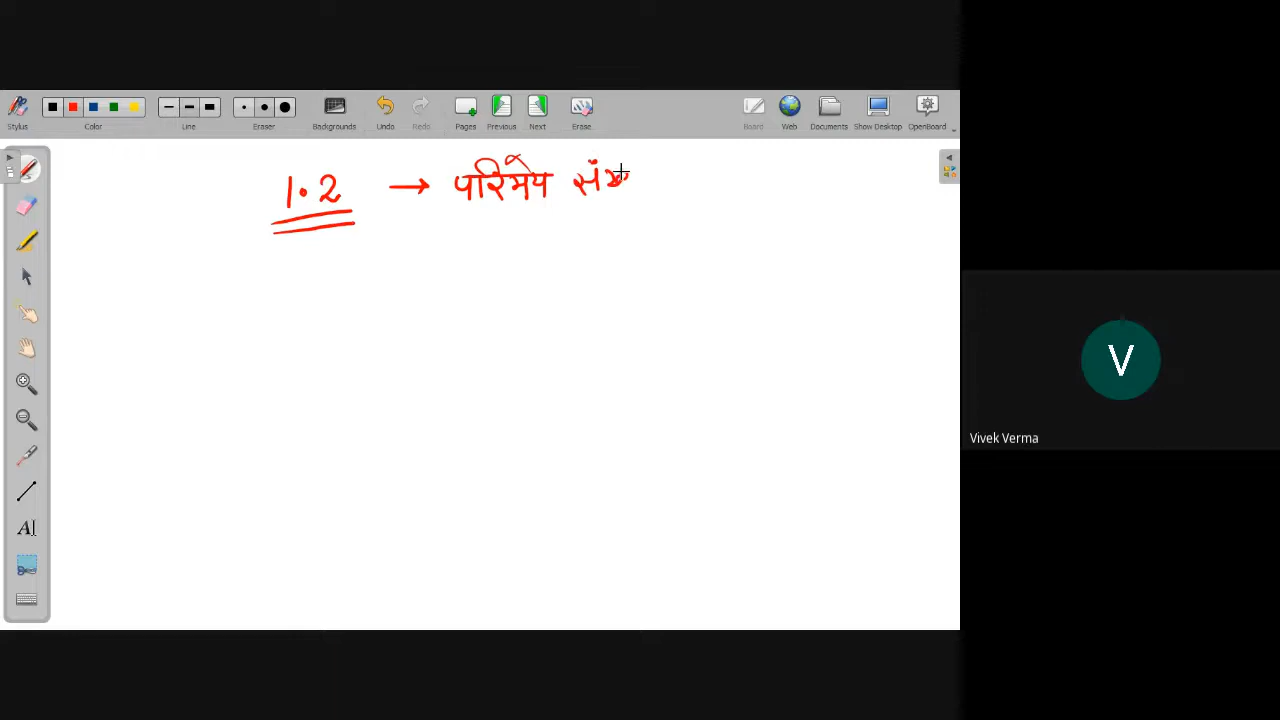 Stylus Color Line Eraser Backgrounds Undo Redo Pages Previous Next Erase Board Web Documents Show Desktop OpenBoard
1.2 → परिमेय
A
V
Vivek Verma